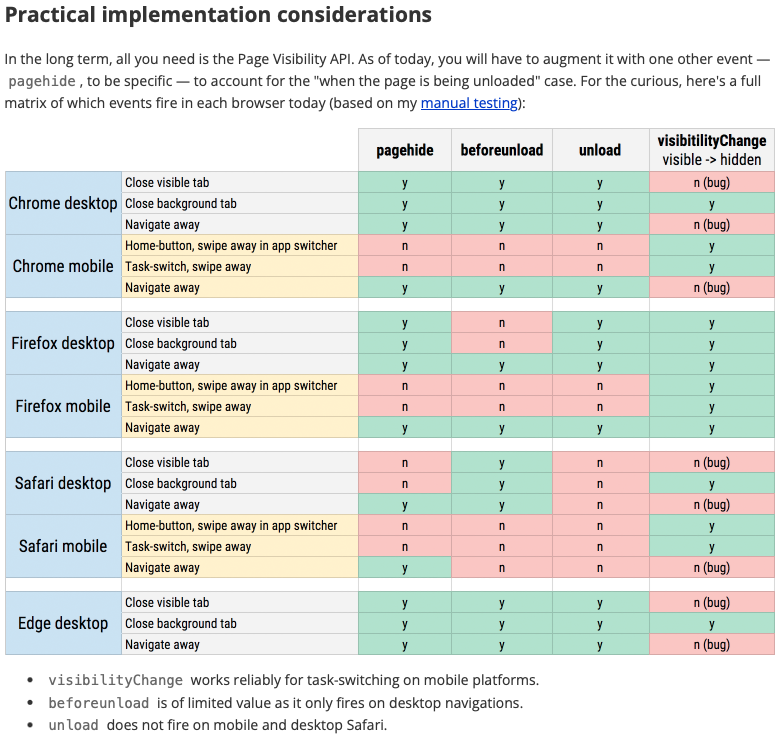 Practical implementation considerations
In the long term, all you need is the Page Visibility API. As of today, you will have to augment it with one other event —
pagehide , to be specific — to account for the "when the page is being unloaded" case. For the curious, here's a full
matrix of which events fire in each browser today (based on my manual testing):
pagehide beforeunload unload visibitilityChange
visible -> hidden
Chrome desktop
Close visible tab y y y n (bug)
Close background tab y y y y
Navigate away y y y n (bug)
Chrome mobile
Home-button, swipe away in app switcher n n n y
Task-switch, swipe away n n n y
Navigate away y y y n (bug)
Firefox desktop
Close visible tab y n y y
Close background tab y n y y
Navigate away y y y y
Firefox mobile
Home-button, swipe away in app switcher n n n y
Task-switch, swipe away n n n y
Navigate away y y y y
Safari desktop
Close visible tab n y n n (bug)
Close background tab n y n y
Navigate away y y n n (bug)
Safari mobile
Home-button, swipe away in app switcher n n n y
Task-switch, swipe away n n n y
Navigate away y n n n (bug)
Edge desktop
Close visible tab y y y n (bug)
Close background tab y y y y
Navigate away y y y n (bug)
• visibilityChange works reliably for task-switching on mobile platforms.
• beforeunload is of limited value as it only fires on desktop navigations.
• unload does not fire on mobile and desktop Safari.